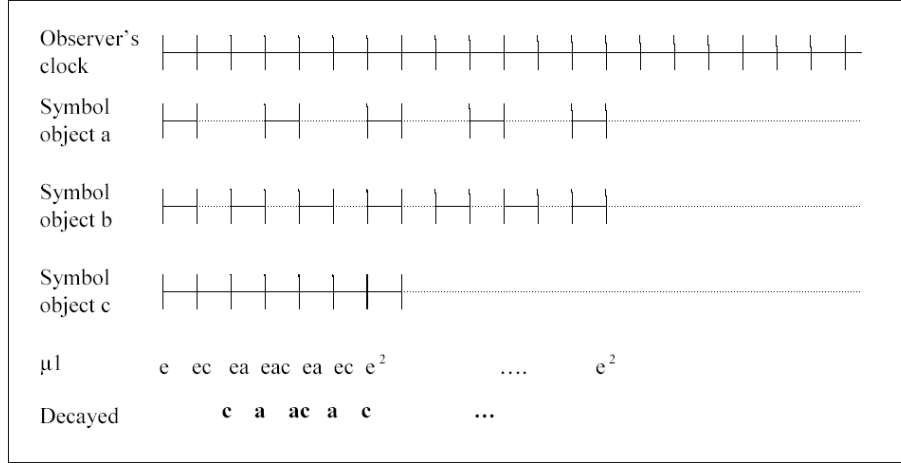 Observer's
clock
Symbol
object a
Symbol
object b
Symbol
object c
µ1 e ec ea eac ea ec e² .... e²
Decayed c a ac a c ...